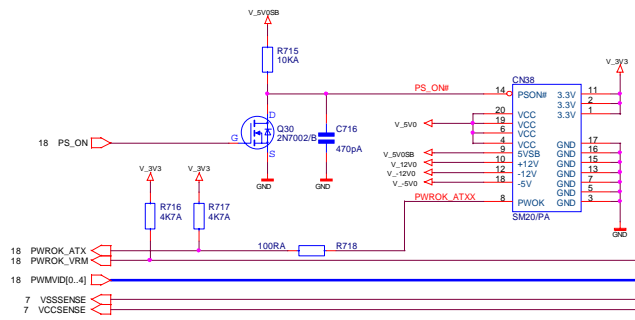 V_5V0SB
R715
10KA
V_3V3
CN38
PS_ON#
14 PSON# 3.3V 11
3.3V 2
3.3V 1
20 VCC
V_5V0 19 VCC
6 VCC
4 VCC GND 17
V_5V0SB 9 5VSB GND 16
V_12V0 10 +12V GND 15
V_-12V0 12 -12V GND 13
V_-5V0 18 -5V GND 7
GND 5
PWROK_ATXX 8 PWOK GND 3
SM20/PA
GND
D
Q30
2N7002/B
G
S
C716
470pA
18 PS_ON
GND
GND
V_3V3
V_3V3
R716
4K7A
R717
4K7A
100RA
R718
18 PWROK_ATX
18 PWROK_VRM
18 PWMVID[0..4]
7 VSSSENSE
7 VCCSENSE